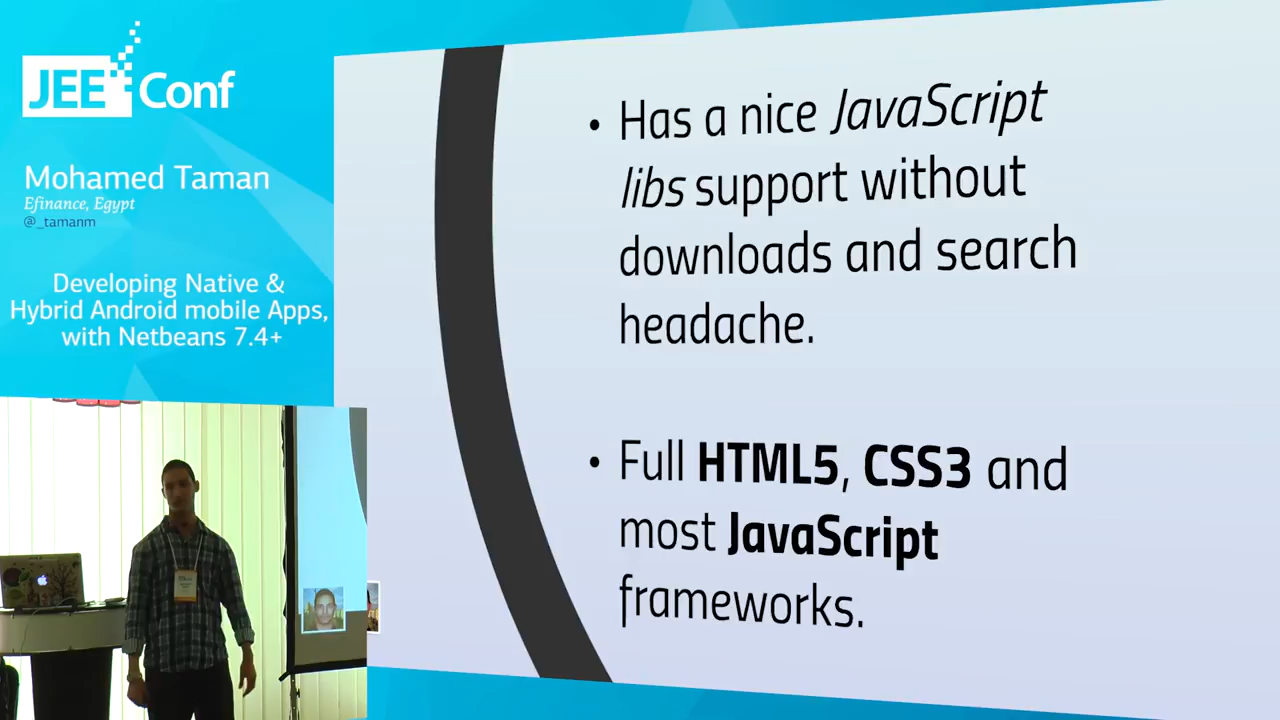 JEE Conf
Mohamed Taman
Efinance, Egypt
@_tamanm
Developing Native &
Hybrid Android mobile Apps,
with Netbeans 7.4+
• Has a nice JavaScript
libs support without
downloads and search
headache.
• Full HTML5, CSS3 and
most JavaScript
frameworks.